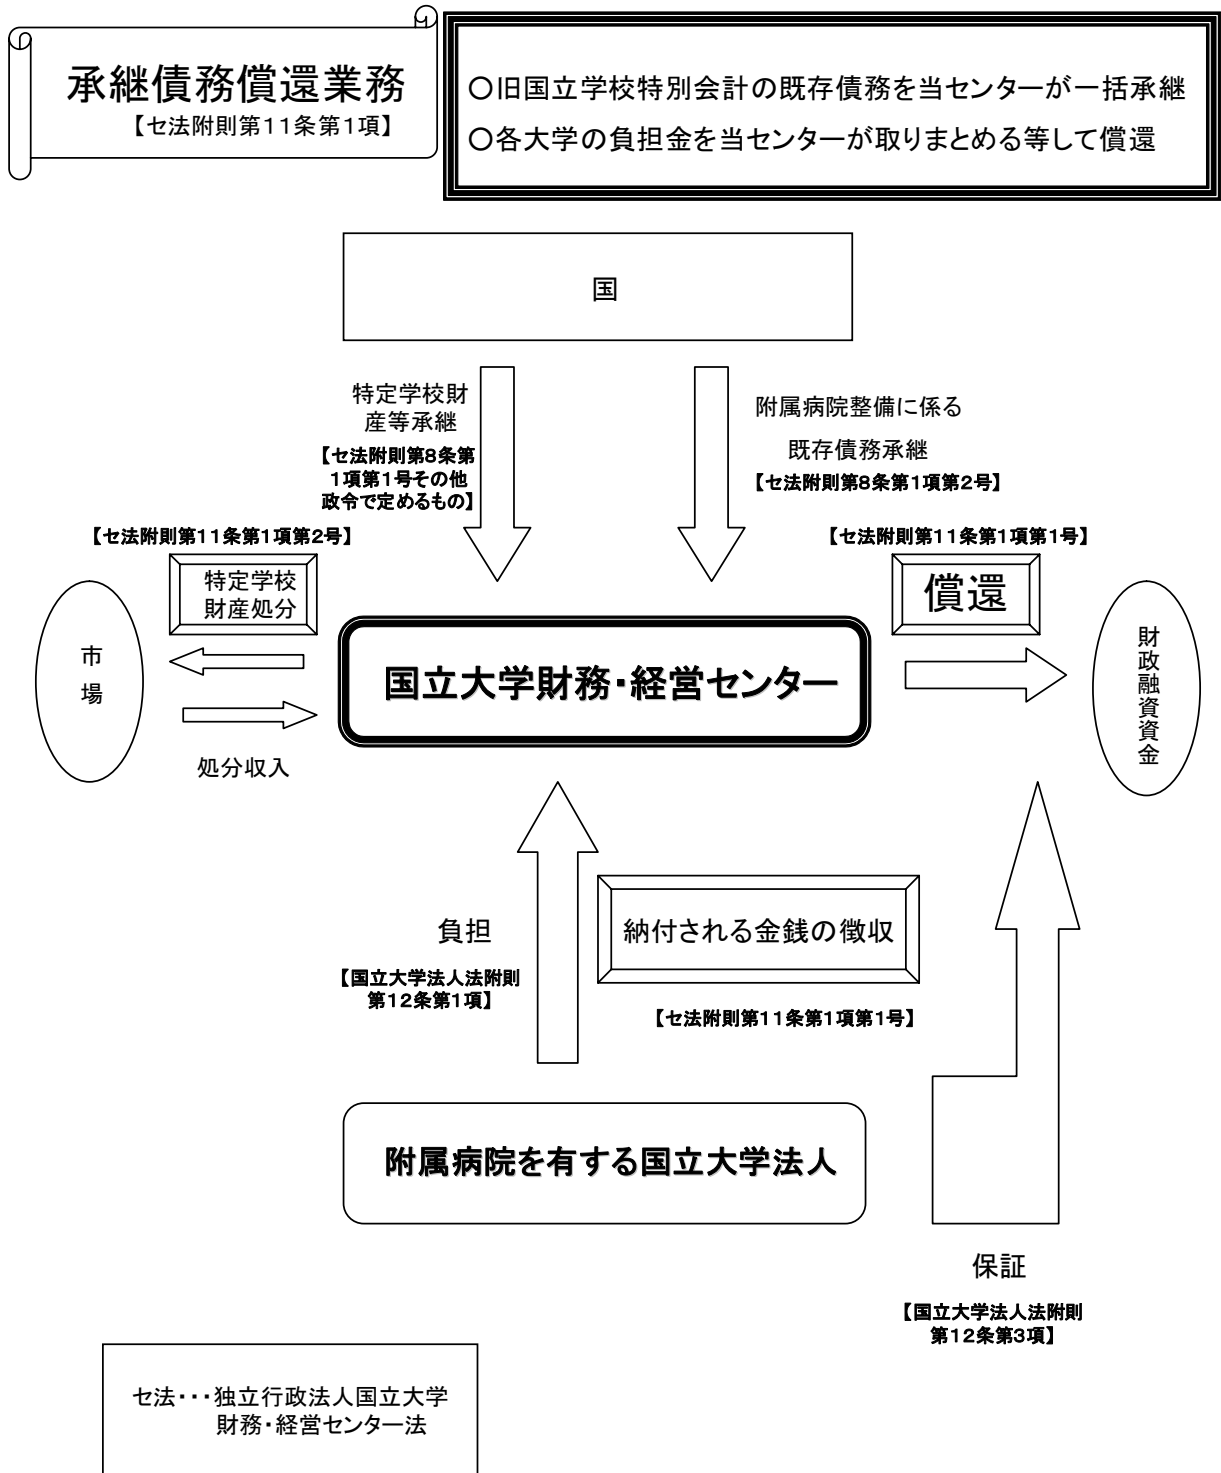 承継債務償還業務
【セ法附則第11条第1項】
○旧国立学校特別会計の既存債務を当センターが一括承継
○各大学の負担金を当センターが取りまとめる等して償還
国
特定学校財
産等承継
【セ法附則第8条第
1項第1号その他
政令で定めるもの】
附属病院整備に係る
既存債務承継
【セ法附則第8条第1項第2号】
【セ法附則第11条第1項第2号】
特定学校
財産処分
【セ法附則第11条第1項第1号】
償還
市
場
国立大学財務・経営センター
財政融資資金
処分収入
負担
【国立大学法人法附則
第12条第1項】
納付される金銭の徴収
【セ法附則第11条第1項第1号】
附属病院を有する国立大学法人
保証
【国立大学法人法附則
第12条第3項】
セ法・・・独立行政法人国立大学
財務・経営センター法